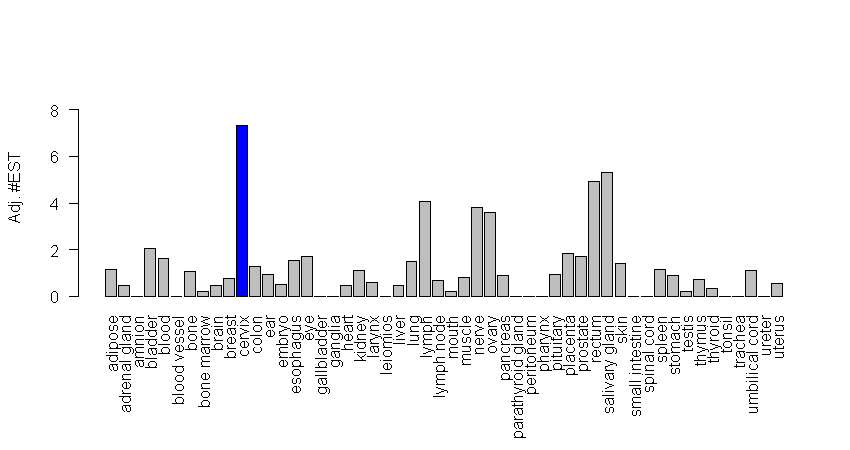 Adj. #EST
8
6
4
2
0
adipose
adrenal gland
amnion
bladder
blood
blood vessel
bone
bone marrow
brain
breast
cervix
colon
ear
embryo
esophagus
eye
gallbladder
ganglia
heart
kidney
larynx
leiomios
liver
lung
lymph
lymph node
mouth
muscle
nerve
ovary
pancreas
parathyroid gland
peritoneum
pharynx
pituitary
placenta
prostate
rectum
salivary gland
skin
small intestine
spinal cord
spleen
stomach
testis
thymus
thyroid
tonsil
trachea
umbilical cord
ureter
uterus